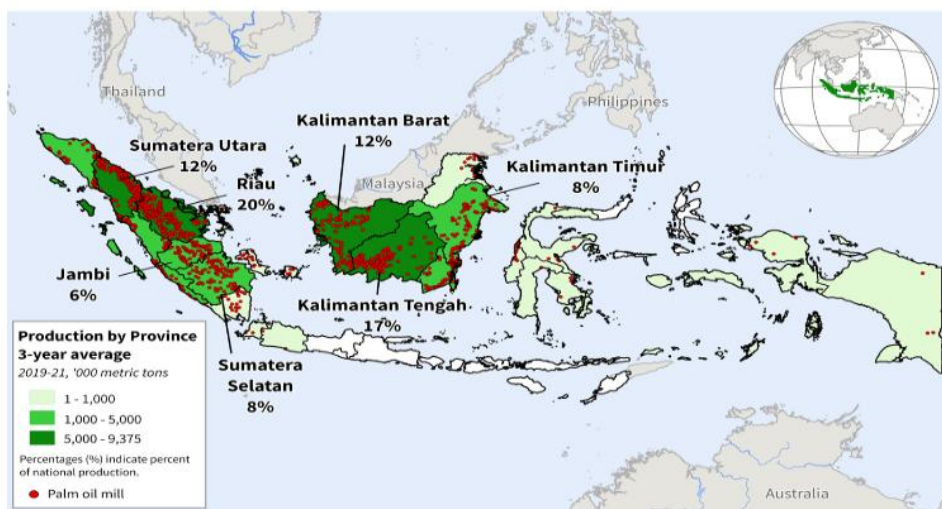 Thailand
Philippines
Kalimantan Barat
12%
Sumatera Utara
12%
Kalimantan Timur
8%
Riau
20%
Malaysia
Jambi
6%
Kalimantan Tengah
17%
Sumatera
Selatan
8%
Production by Province
3-year average
2019-21, '000 metric tons
1 - 1,000
1,000 - 5,000
5,000 - 9,375
Percentages (%) indicate percent
of national production.
Palm oil mill
Australia